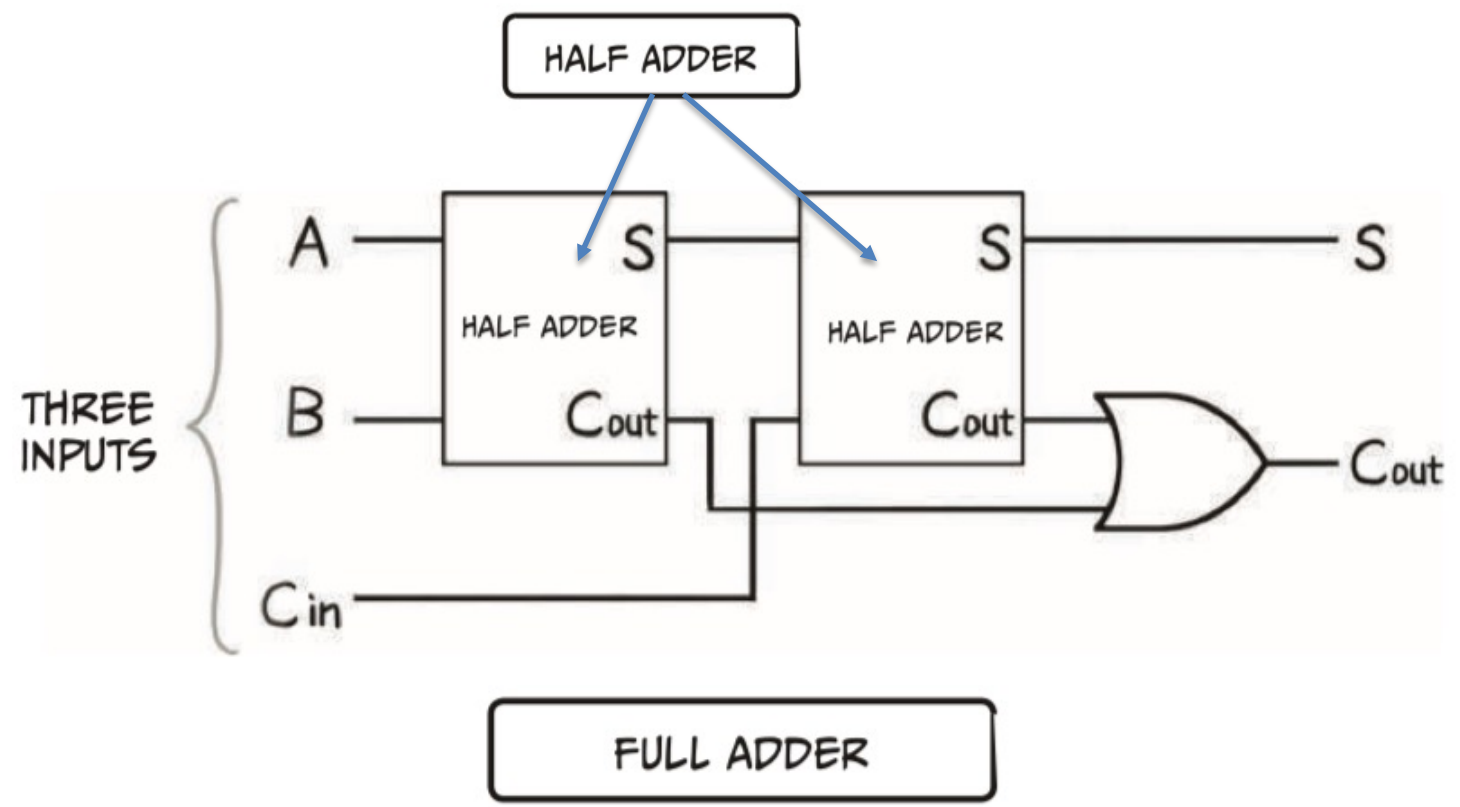 HALF ADDER
A
S
S
S
HALF ADDER
HALF ADDER
THREE
INPUTS
B
Cout
Cout
Cout
Cin
FULL ADDER